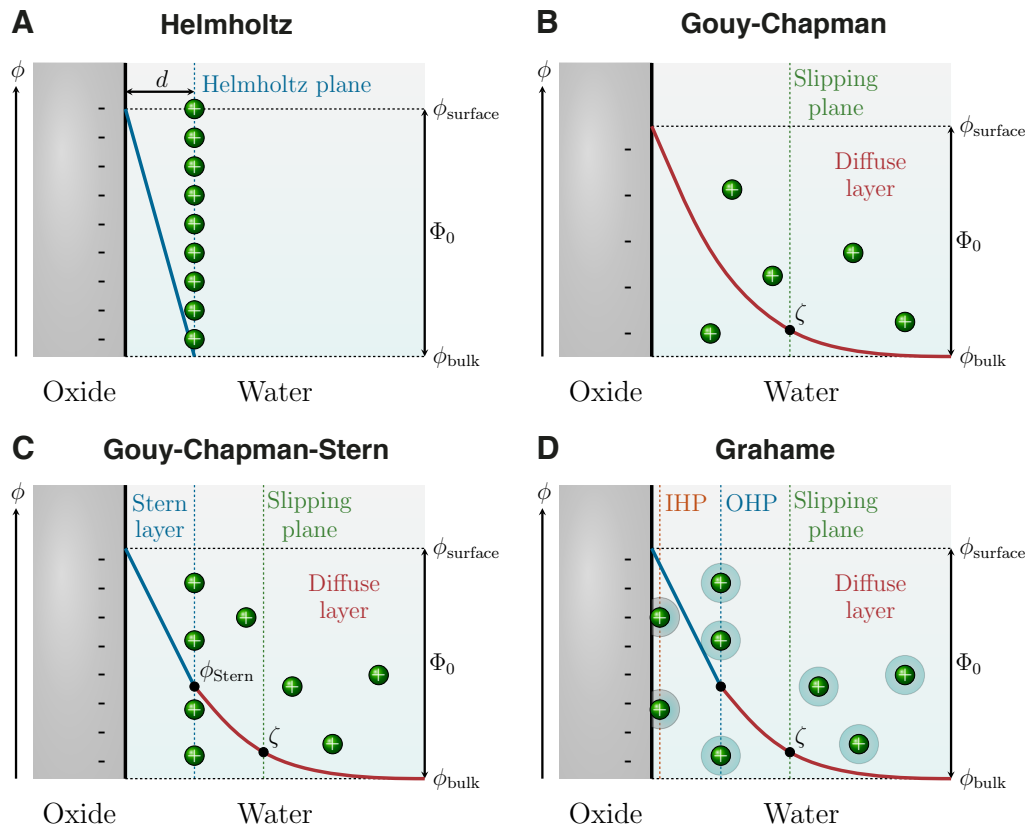 A
Helmholtz
ϕ
d
Helmholtz plane
ϕsurface
Φ0
ϕbulk
Oxide
Water
B
Gouy-Chapman
ϕ
Slipping
plane
ϕsurface
Diffuse
layer
Φ0
ζ
ϕbulk
Oxide
Water
C
Gouy-Chapman-Stern
ϕ
Stern
layer
Slipping
plane
ϕsurface
Diffuse
layer
ϕStern
Φ0
ζ
ϕbulk
Oxide
Water
D
Grahame
ϕ
IHP
OHP
Slipping
plane
ϕsurface
Diffuse
layer
Φ0
ζ
ϕbulk
Oxide
Water